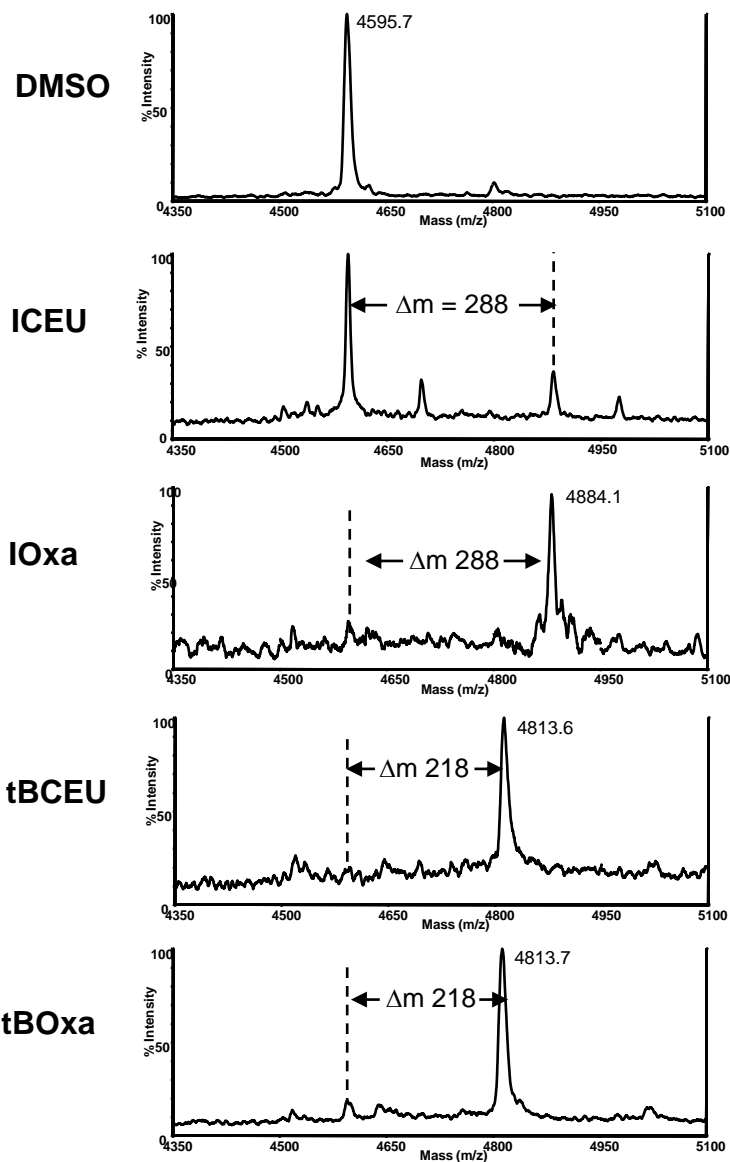 DMSO
% Intensity
100
50
0
4595.7
4350 4500 4650 4800 4950 5100
Mass (m/z)
ICEU
% Intensity
100
50
0
Δm = 288
4350 4500 4650 4800 4950 5100
Mass (m/z)
IOxa
% Intensity
100
50
0
4884.1
Δm 288
4350 4500 4650 4800 4950 5100
Mass (m/z)
tBCEU
% Intensity
100
50
0
4813.6
Δm 218
4350 4500 4650 4800 4950 5100
Mass (m/z)
tBOxa
% Intensity
100
50
0
4813.7
Δm 218
4350 4500 4650 4800 4950 5100
Mass (m/z)